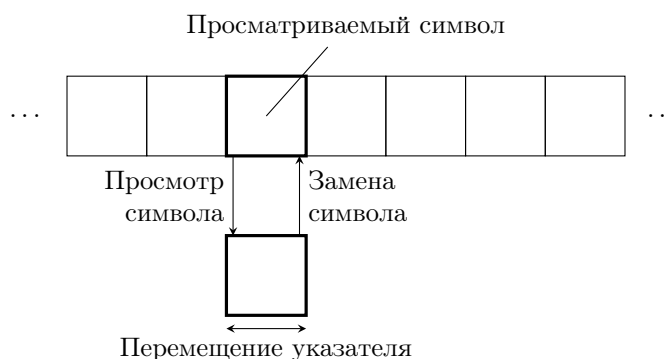 Просматриваемый символ
... ...
Просмотр Замена
символа символа
Перемещение указателя